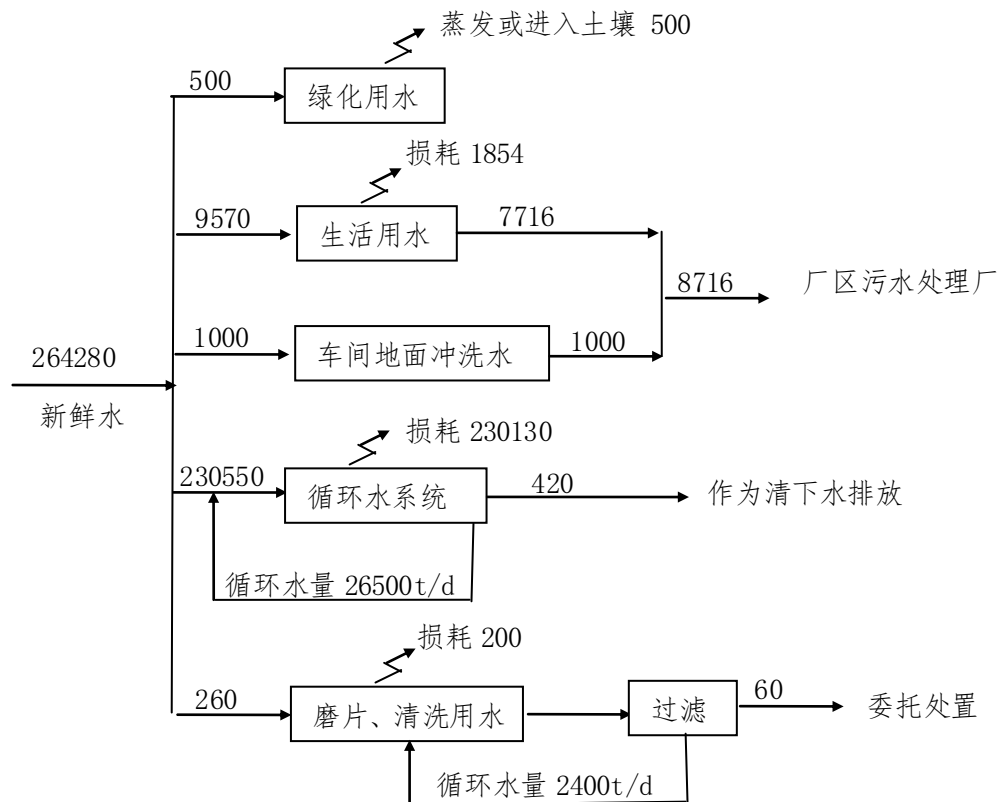 蒸发或进入土壤 500
500
绿化用水
损耗 1854
9570
生活用水
7716
8716
厂区污水处理厂
1000
车间地面冲洗水
1000
264280
新鲜水
损耗 230130
230550
循环水系统
420
作为清下水排放
循环水量 26500t/d
损耗 200
260
磨片、清洗用水
过滤
60
委托处置
循环水量 2400t/d